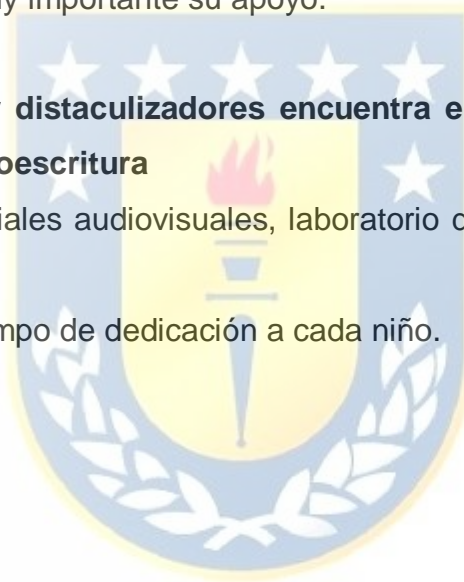 importante su apoyo.
distaculizadores encuentra e
oescritura
iales audiovisuales, laboratorio
mpo de dedicación a cada niño.